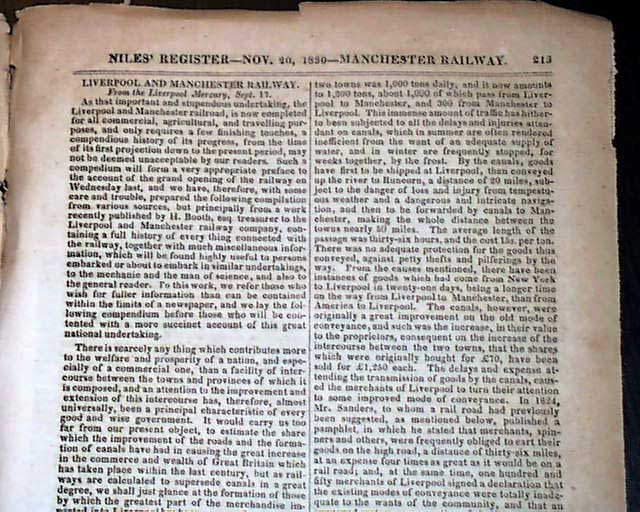 NILES' REGISTER—NOV. 20, 1830—MANCHESTER RAILWAY. 213
LIVERPOOL AND MANCHESTER RAILWAY.
From the Liverpool Mercury, Sept. 17.
As that important and stupendous undertaking, the
Liverpool and Manchester railroad, is now completed
for all commercial, agricultural, and travelling pur-
poses, and only requires a few finishing touches, a
compendious history of its progress, from the time
of its first projection down to the present period, may
not be deemed unacceptable by our readers. Such a
compedium will form a very appropriate preface to
the account of the grand opening of the railway on
Wednesday last, and we have, therefore, with some
care and trouble, prepared the following compilation
from various sources, but principally from a work
recently published by H. Booth, esq. treasurer to the
Liverpool and Manchester railway company, con-
taining a full history of every thing connected with
the railway, together with much miscellaneous infor-
mation, which will be found highly useful to persons
embarked or about to embark in similar undertakings,
to the mechanic and the man of science, and also to
the general reader. To this work, we refer those who
wish for fuller information than can be contained
within the limits of a newspaper, and we lay the fol-
lowing compendium before those who will be con-
tented with a more succinct account of this great
national undertaking.
There is scarcely any thing which contributes more
to the welfare and prosperity of a nation, and espe-
cially of a commercial one, than a facility of inter-
course between the towns and provinces of which it
is composed, and an attention to the improvement and
extension of this intercourse has, therefore, almost
universally, been a principal characteristic of every
good and wise government. It would carry us too
far from our present object, to estimate the share
which the improvement of the roads and the forma-
tion of canals have had in causing the great increase
in the commerce and wealth of Great Britain which
has taken place within the last century, but as rail-
ways are calculated to supersede canals in a great
degree, we shall just glance at the formation of those
by which the greatest part of the merchandise im-
two towns was 1,000 tons daily, and it now amounts
to 1,300 tons, about 1,000 of which pass from Liver-
pool to Manchester, and 300 from Manchester to
Liverpool. This immense amount of traffic has hither-
to been subjected to all the delays and injuries atten-
dant on canals, which in summer are often rendered
inefficient from the want of an adequate supply of
water, and in winter are frequently stopped, for
weeks together, by the frost. By the canals, goods
have first to be shipped at Liverpool, then conveyed
up the river to Runcorn, a distance of 20 miles, sub-
ject to the danger of loss and injury from tempestu-
ous weather and a dangerous and intricate naviga-
tion, and then to be forwarded by canals to Man-
chester, making the whole distance between the
towns nearly 50 miles. The average length of the
passage was thirty-six hours, and the cost 15s. per ton.
There was no adequate protection for the goods thus
conveyed, against petty thefts and pilferings by the
way. From the causes mentioned, there have been
instances of goods which had come from New York
to Liverpool in twenty-one days, being a longer time
on the way from Liverpool to Manchester, than from
America to Liverpool. The canals, however, were
originally a great improvement on the old mode of
conveyance, and such was the increase, in their value
to the proprietors, consequent on the increase of the
intercourse between the two towns, that the shares
which were originally bought for £70, have been
sold for £1,250 each. The delays and expense at-
tending the transmission of goods by the canals, caus-
ed the merchants of Liverpool to turn their attention
to some improved mode of conveyance. In 1824,
Mr. Sanders, to whom a rail road had previously
been suggested, as mentioned below, published a
pamphlet, in which he stated that merchants, spin-
ners and others, were frequently obliged to cart their
goods on the high road, a distance of thirty-six miles,
at an expense four times as great as it would be on a
rail road; and, at the same time, one hundred and
fifty merchants of Liverpool signed a declaration that
the existing modes of conveyance were totally inade-
quate to the wants of the community, and that an